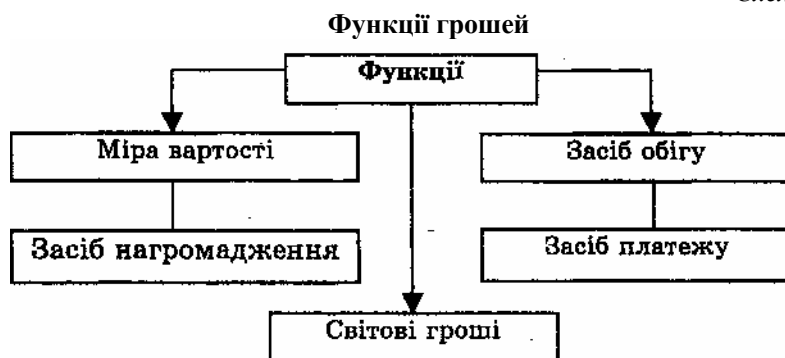 Функції грошей
Функції
Міра вартості
Засіб обігу
Засіб нагромадження
Засіб платежу
Світові гроші